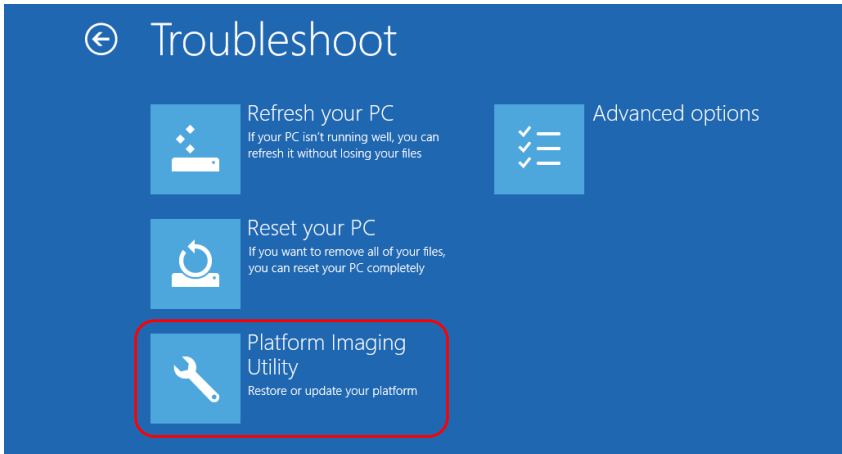 Troubleshoot
Refresh your PC
If your PC isn't running well, you can
refresh it without losing your files
Advanced options
Reset your PC
If you want to remove all of your files,
you can reset your PC completely
Platform Imaging
Utility
Restore or update your platform